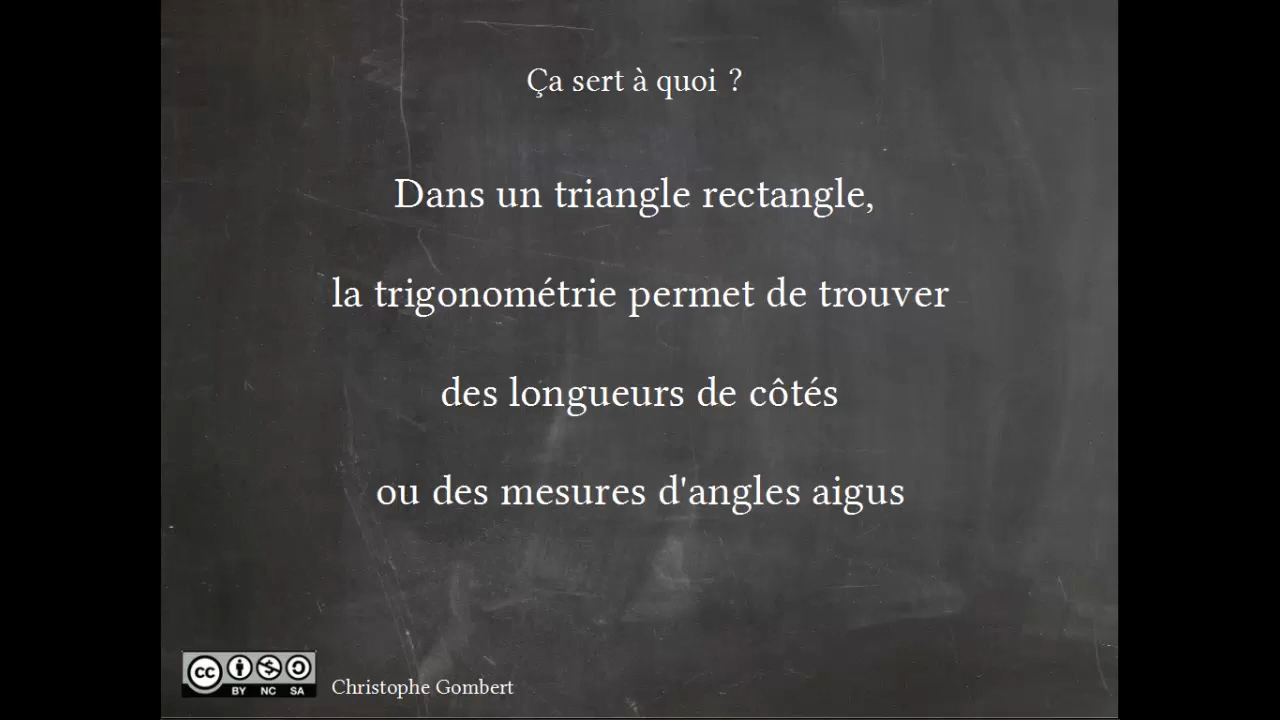 Ça sert à quoi ?
Dans un triangle rectangle,
la trigonométrie permet de trouver
des longueurs de côtés
ou des mesures d'angles aigus
cc BY NC SA
Christophe Gombert